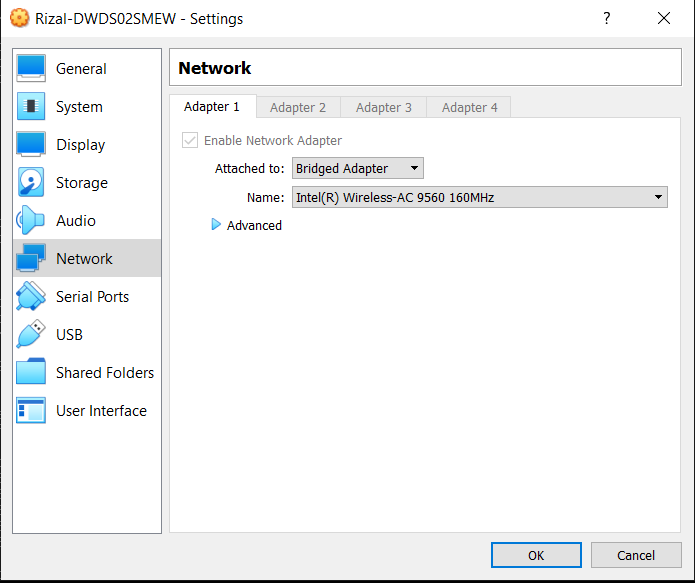 Rizal-DWDS02SMEW - Settings
?
General
System
Display
Storage
Audio
Network
Serial Ports
USB
Shared Folders
User Interface
Network
Adapter 1 Adapter 2 Adapter 3 Adapter 4
Enable Network Adapter
Attached to: Bridged Adapter
Name: Intel(R) Wireless-AC 9560 160MHz
Advanced
OK Cancel